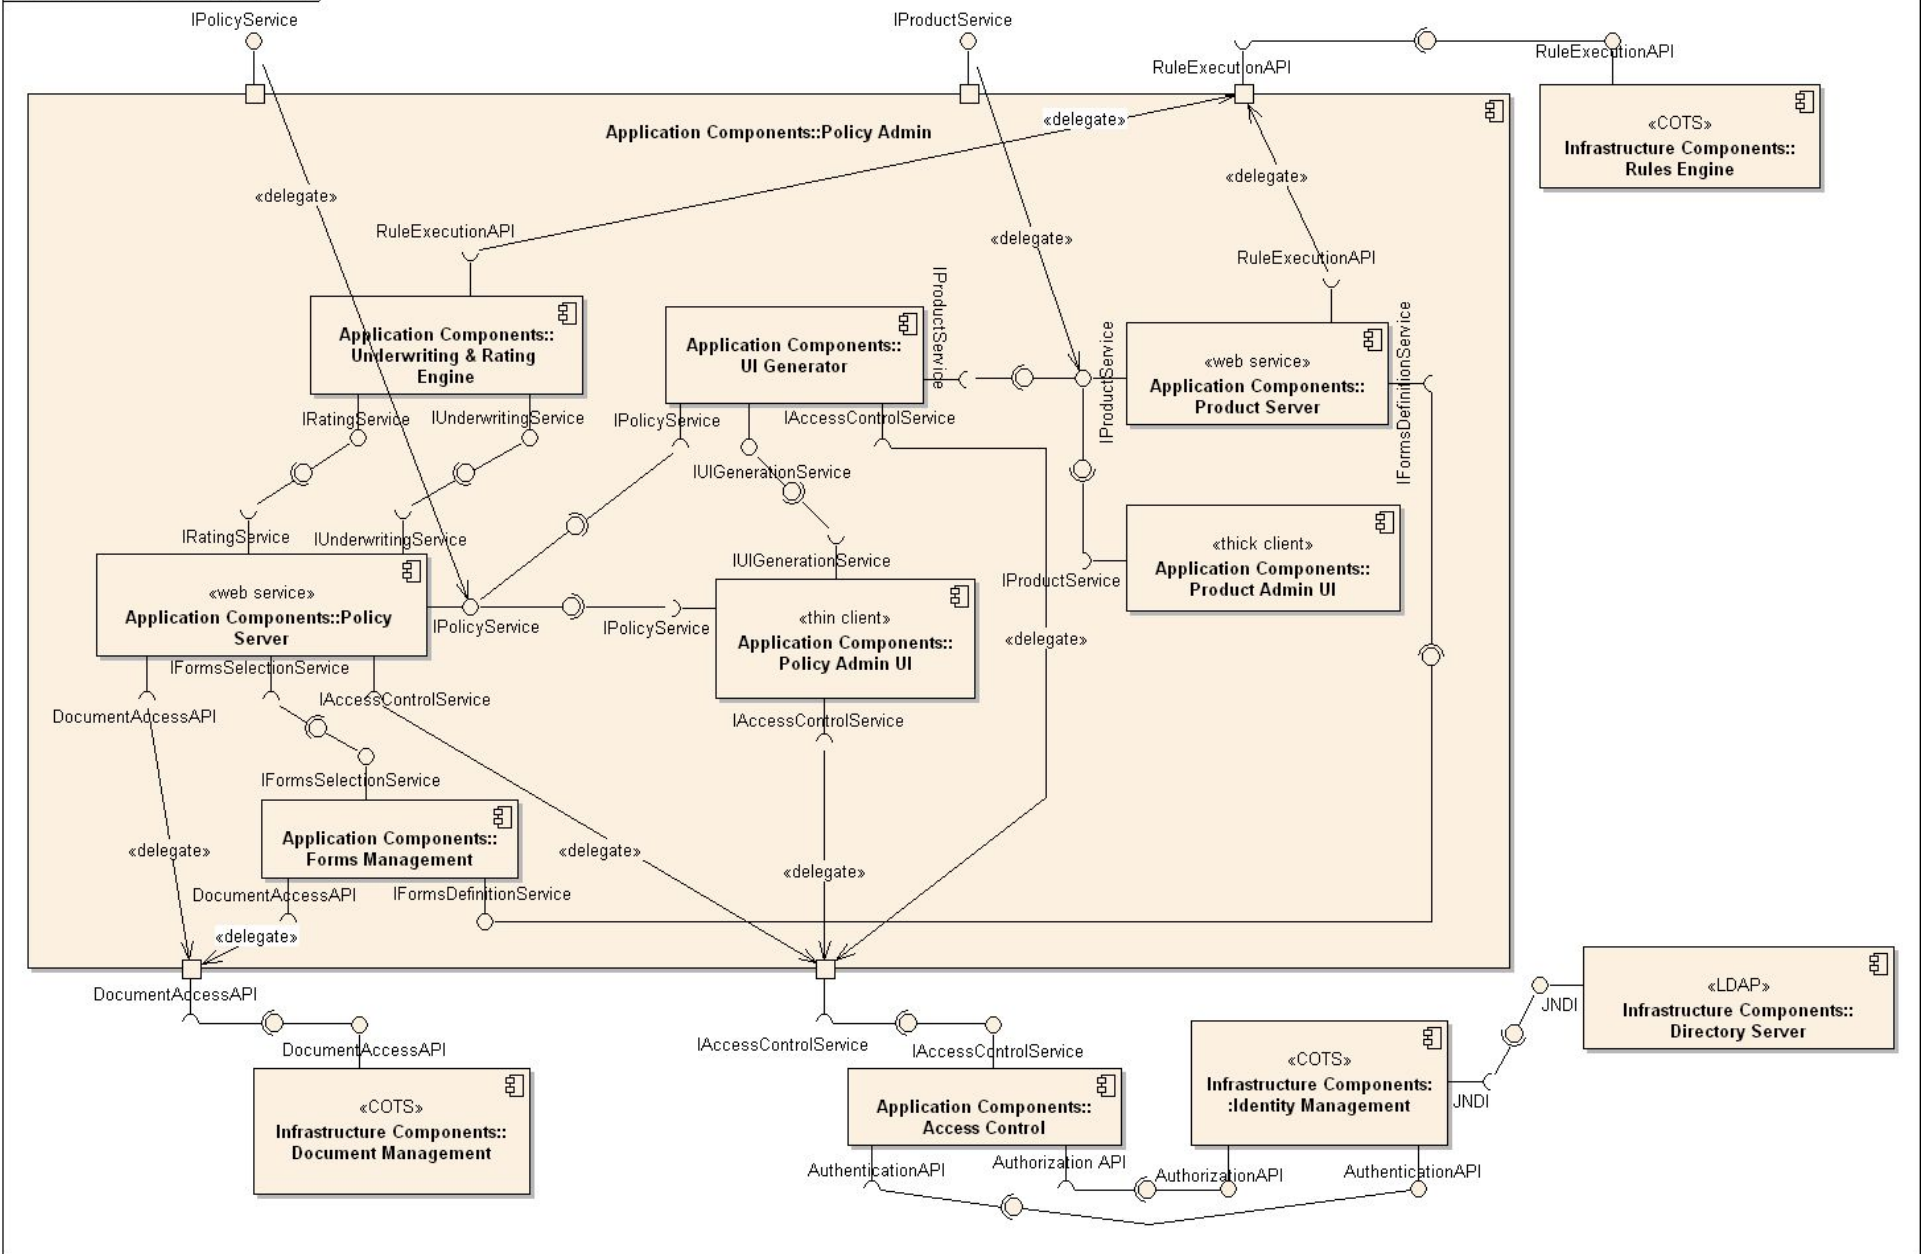 IPolicyService
IProductService
RuleExecutionAPI
RuleExecutionAPI
«COTS»
Infrastructure Components::
Rules Engine
Application Components::Policy Admin
«delegate»
«delegate»
«delegate»
«delegate»
RuleExecutionAPI
RuleExecutionAPI
Application Components::
Underwriting & Rating
Engine
Application Components::
UI Generator
IProductService
IProductService
«web service»
Application Components::
Product Server
IFormsDefinitionService
IRatingService
IUnderwritingService
IPolicyService
IAccessControlService
IUIGenerationService
IRatingService
IUnderwritingService
IUIGenerationService
«thick client»
Application Components::
Product Admin UI
IProductService
«web service»
Application Components::Policy
Server
IPolicyService
IPolicyService
«thin client»
Application Components::
Policy Admin UI
«delegate»
IFormsSelectionService
IAccessControlService
DocumentAccessAPI
IAccessControlService
IFormsSelectionService
Application Components::
Forms Management
«delegate»
«delegate»
«delegate»
DocumentAccessAPI
IFormsDefinitionService
«delegate»
DocumentAccessAPI
DocumentAccessAPI
«COTS»
Infrastructure Components::
Document Management
IAccessControlService
IAccessControlService
Application Components::
Access Control
AuthenticationAPI
Authorization API
AuthorizationAPI
AuthenticationAPI
«COTS»
Infrastructure Components:
:Identity Management
JNDI
JNDI
«LDAP»
Infrastructure Components::
Directory Server